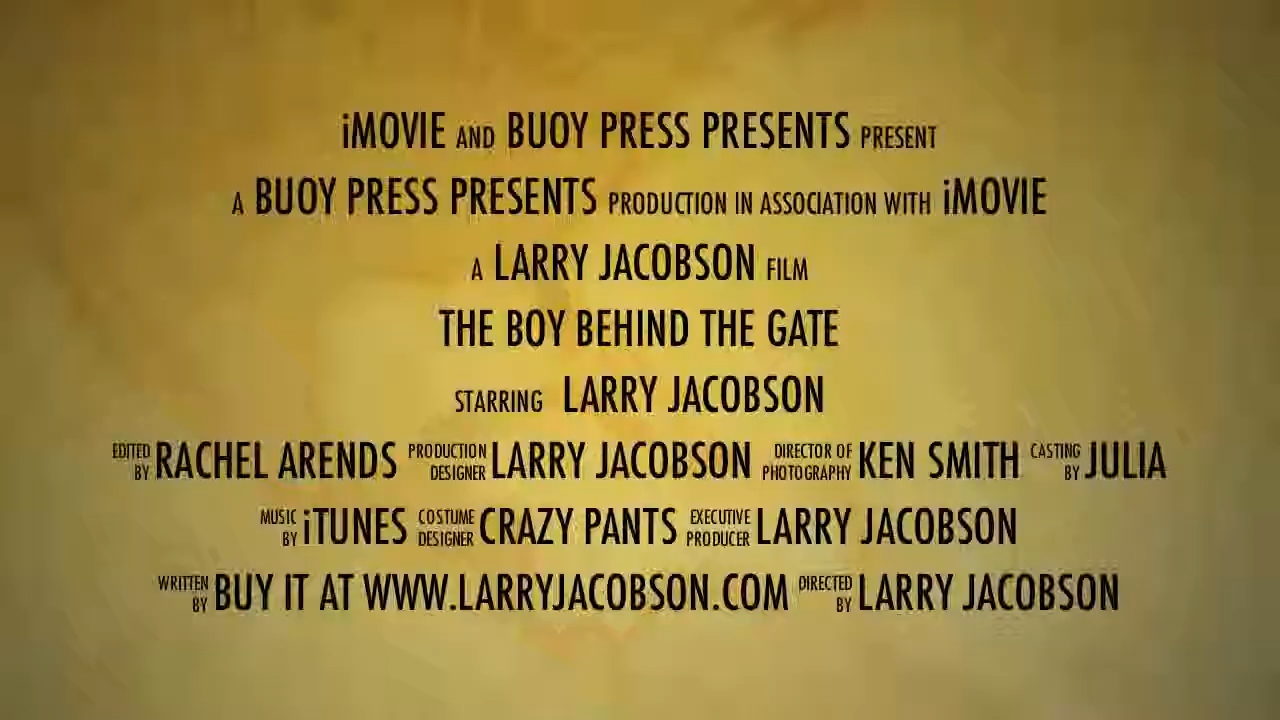 iMOVIE AND BUOY PRESS PRESENTS PRESENT
A BUOY PRESS PRESENTS PRODUCTION IN ASSOCIATION WITH iMOVIE
A LARRY JACOBSON FILM
THE BOY BEHIND THE GATE
STARRING LARRY JACOBSON
EDITED BY RACHEL ARENDS PRODUCTION DESIGNER LARRY JACOBSON DIRECTOR OF PHOTOGRAPHY KEN SMITH CASTING BY JULIA
MUSIC BY iTUNES COSTUME DESIGNER CRAZY PANTS EXECUTIVE PRODUCER LARRY JACOBSON
WRITTEN BY BUY IT AT WWW.LARRYJACOBSON.COM DIRECTED BY LARRY JACOBSON